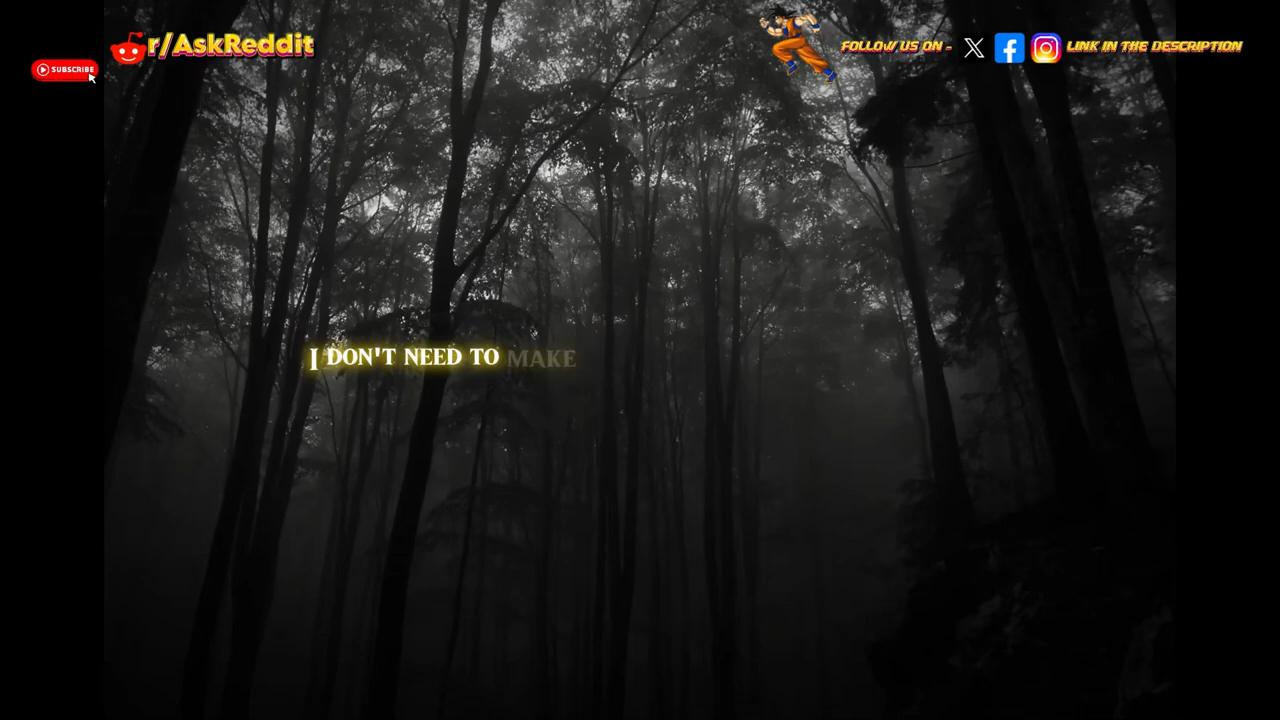 r/AskReddit
FOLLOW US ON -
LINK IN THE DESCRIPTION
SUBSCRIBE
I DON'T NEED TO MAKE